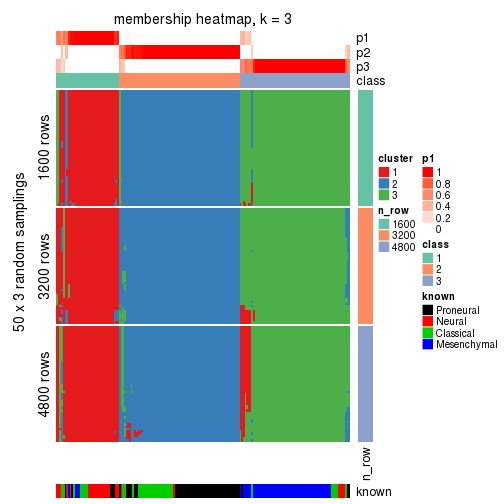 membership heatmap, k = 3
p1
p2
p3
class
50 x 3 random samplings
1600 rows
3200 rows
4800 rows
n_row
known
cluster
1
2
3
n_row
1600
3200
4800
p1
1
0.8
0.6
0.4
0.2
0
class
1
2
3
known
Proneural
Neural
Classical
Mesenchymal